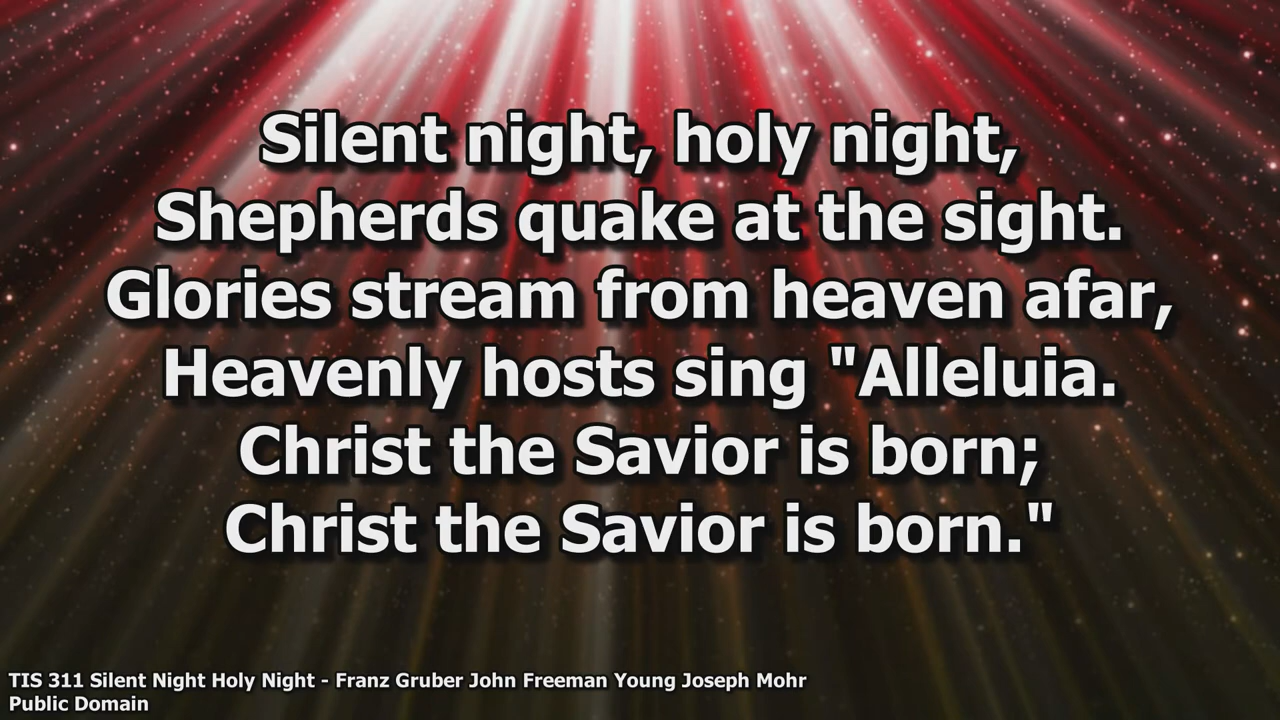 Silent night, holy night,
Shepherds quake at the sight.
Glories stream from heaven afar,
Heavenly hosts sing "Alleluia.
Christ the Savior is born;
Christ the Savior is born."
TIS 311 Silent Night Holy Night - Franz Gruber John Freeman Young Joseph Mohr
Public Domain